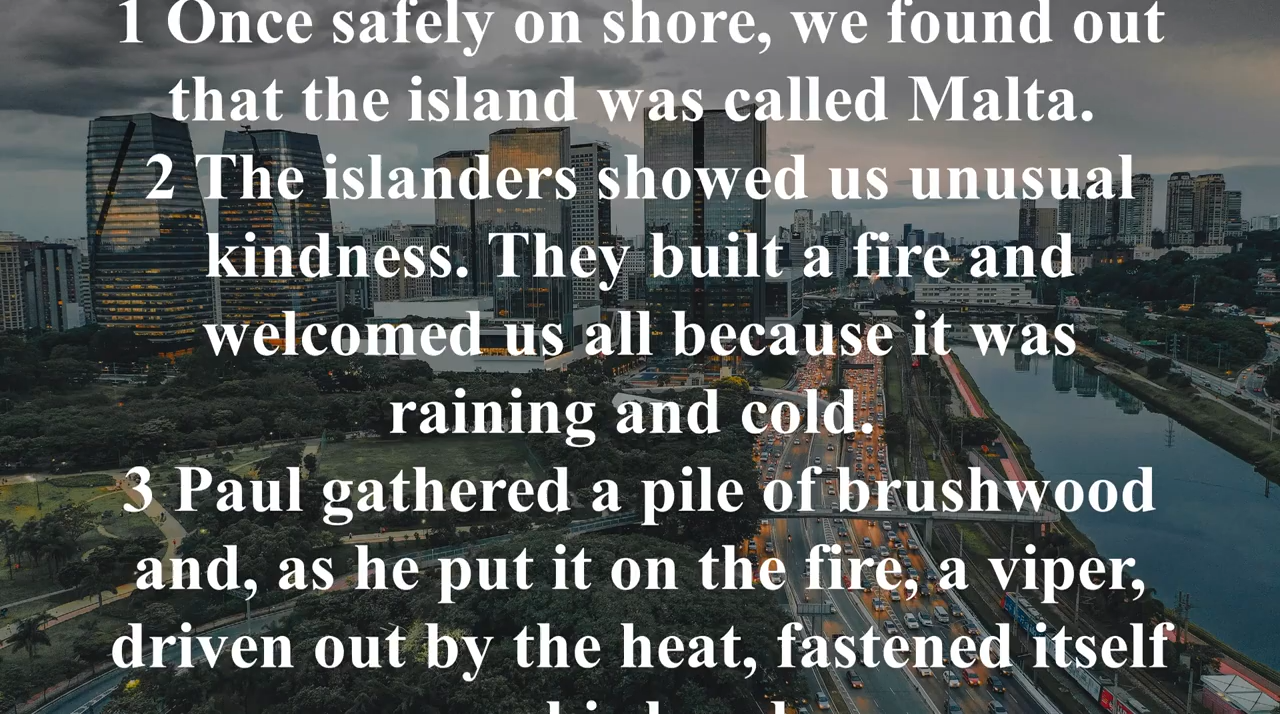 1 Once safely on shore, we found out
that the island was called Malta.
2 The islanders showed us unusual
kindness. They built a fire and
welcomed us all because it was
raining and cold.
3 Paul gathered a pile of brushwood
and, as he put it on the fire, a viper,
driven out by the heat, fastened itself